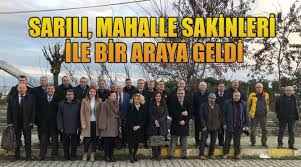 SARILI, MAHALLE SAKİNLERİ
İLE BİR ARAYA GELDİ